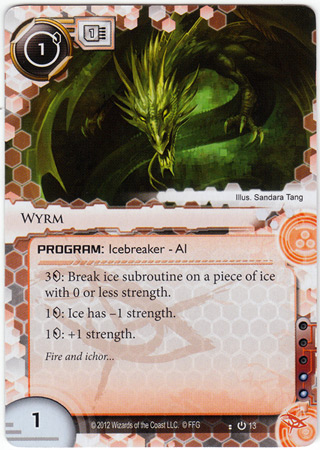 1
1
Illus. Sandara Tang
WYRM
PROGRAM: Icebreaker - AI
3: Break ice subroutine on a piece of ice
with 0 or less strength.
1: Ice has –1 strength.
1: +1 strength.
Fire and ichor...
1
© 2012 Wizards of the Coast LLC. © FFG
13